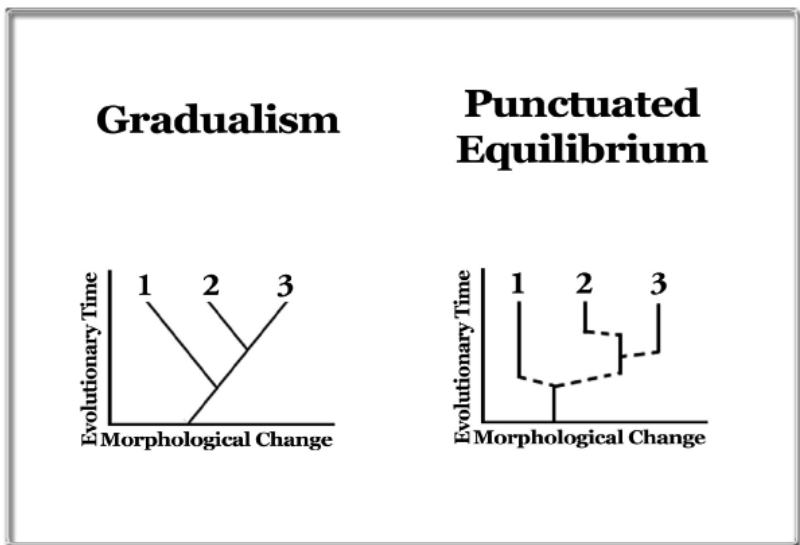 Gradualism
Punctuated
Equilibrium
1 2 3
Evolutionary Time
Morphological Change
1 2 3
Evolutionary Time
Morphological Change